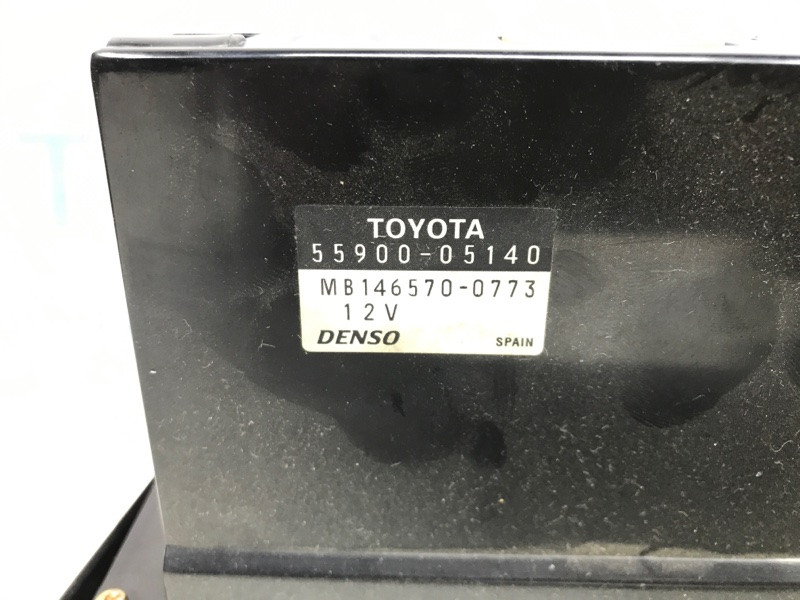 TOYOTA
55900-05140
MB146570-0773
12V
DENSO SPAIN